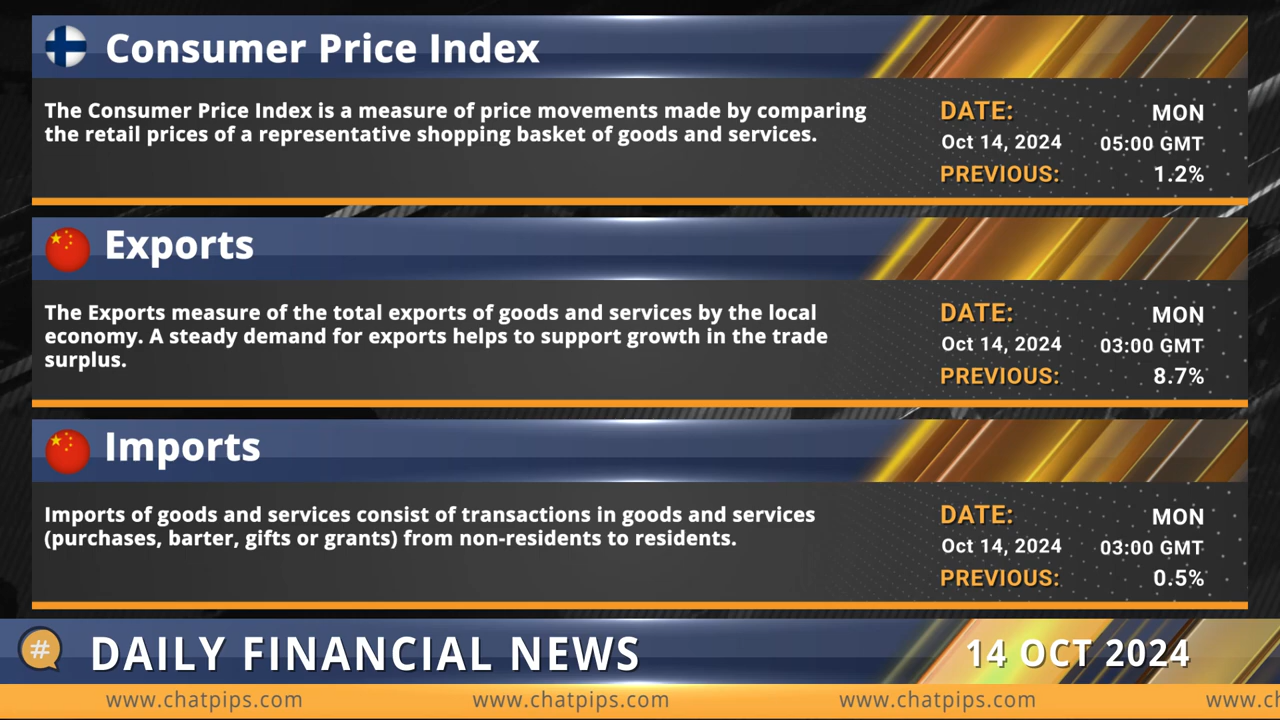 Consumer Price Index
The Consumer Price Index is a measure of price movements made by comparing
the retail prices of a representative shopping basket of goods and services.
DATE: MON
Oct 14, 2024 05:00 GMT
PREVIOUS: 1.2%
Exports
The Exports measure of the total exports of goods and services by the local
economy. A steady demand for exports helps to support growth in the trade
surplus.
DATE: MON
Oct 14, 2024 03:00 GMT
PREVIOUS: 8.7%
Imports
Imports of goods and services consist of transactions in goods and services
(purchases, barter, gifts or grants) from non-residents to residents.
DATE: MON
Oct 14, 2024 03:00 GMT
PREVIOUS: 0.5%
# DAILY FINANCIAL NEWS 14 OCT 2024
www.chatpips.com www.chatpips.com www.chatpips.com www.ch